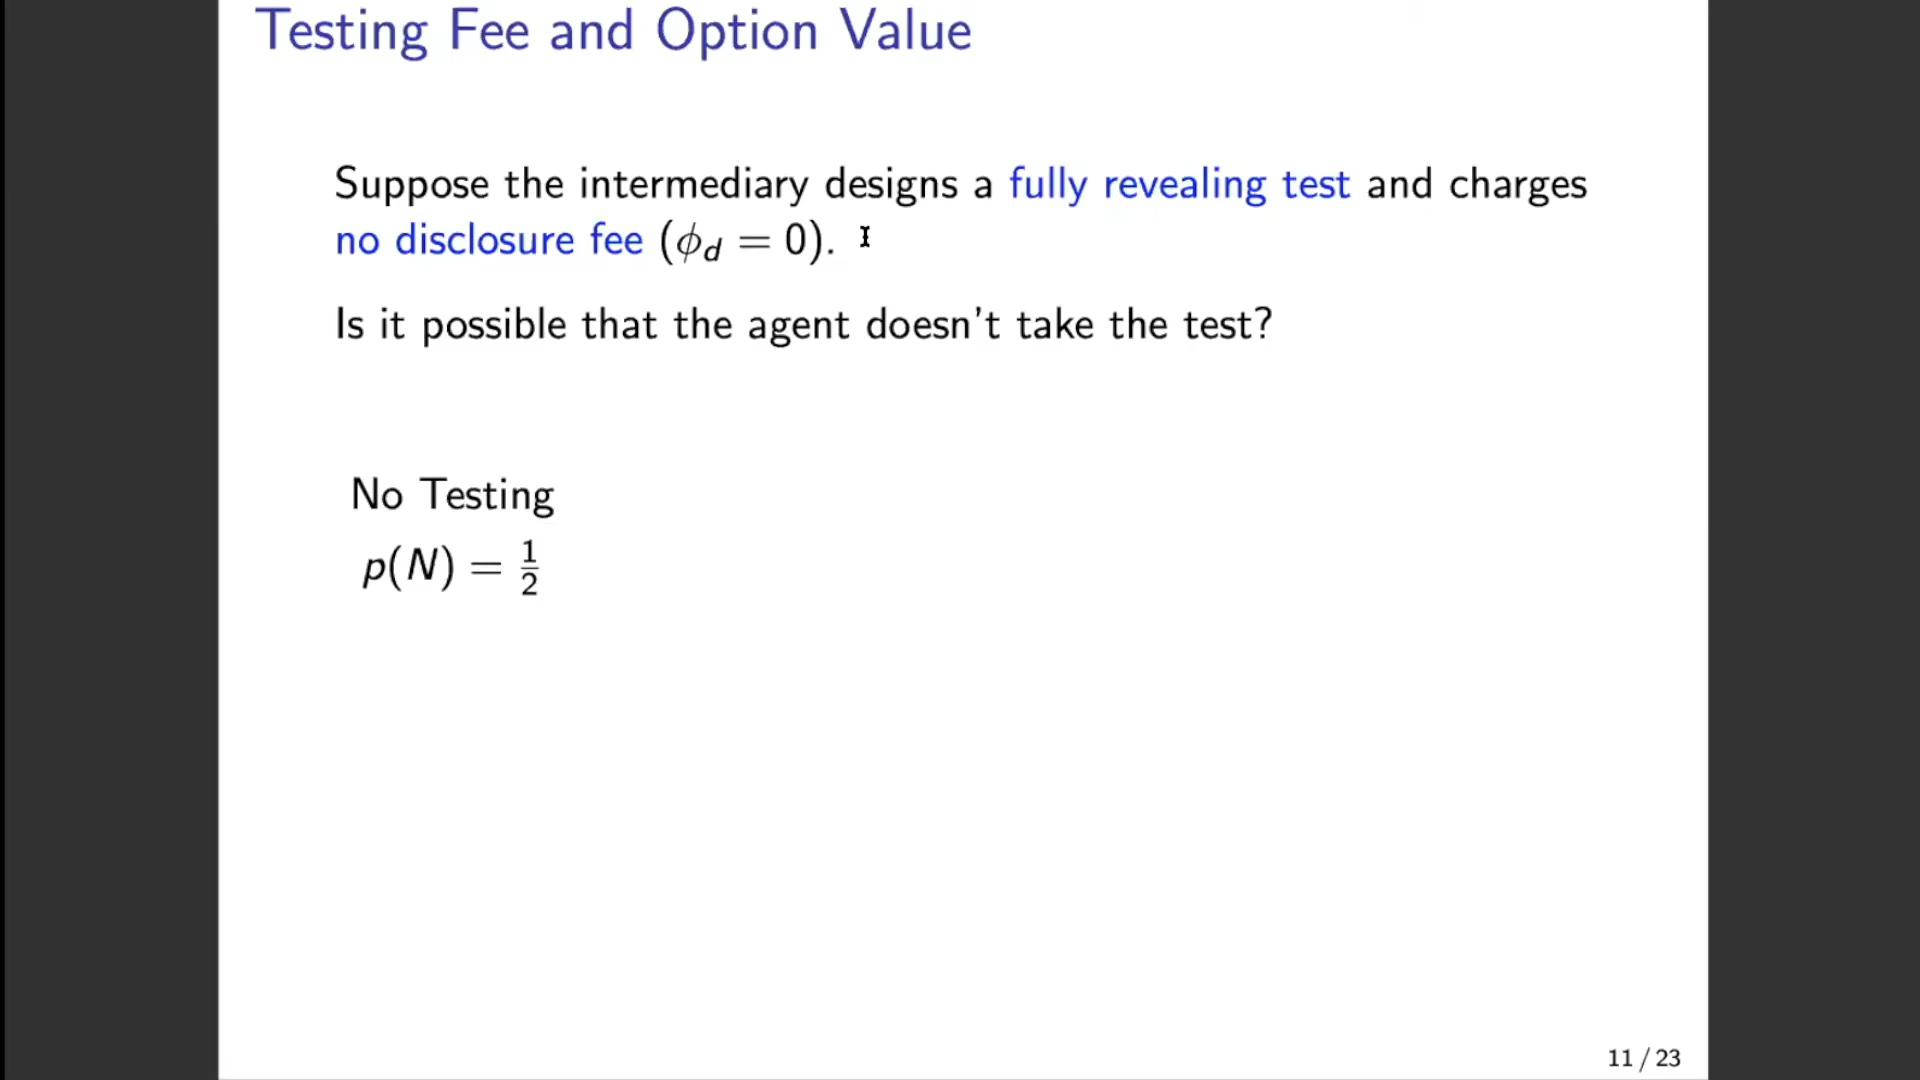 Testing Fee and Option Value
Suppose the intermediary designs a fully revealing test and charges
no disclosure fee (ϕ_d = 0).
Is it possible that the agent doesn't take the test?
No Testing
p(N) = 1/2
11 / 23